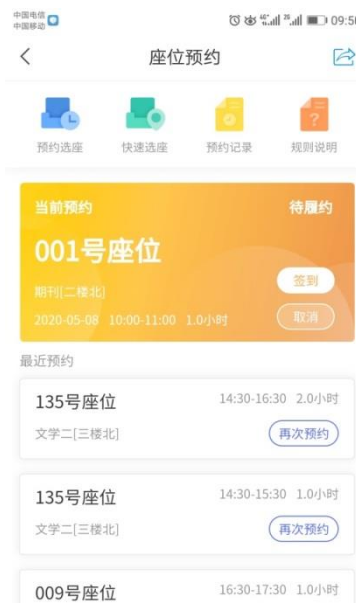 中国电信
中国移动
09:50
座位预约
预约选座 快速选座 预约记录 规则说明
当前预约 待履约
001号座位
签到
期刊[二楼北]
2020-05-08 10:00-11:00 1.0小时 取消
最近预约
135号座位 14:30-16:30 2.0小时
文学二[三楼北] 再次预约
135号座位 14:30-15:30 1.0小时
文学二[三楼北] 再次预约
009号座位 16:30-17:30 1.0小时